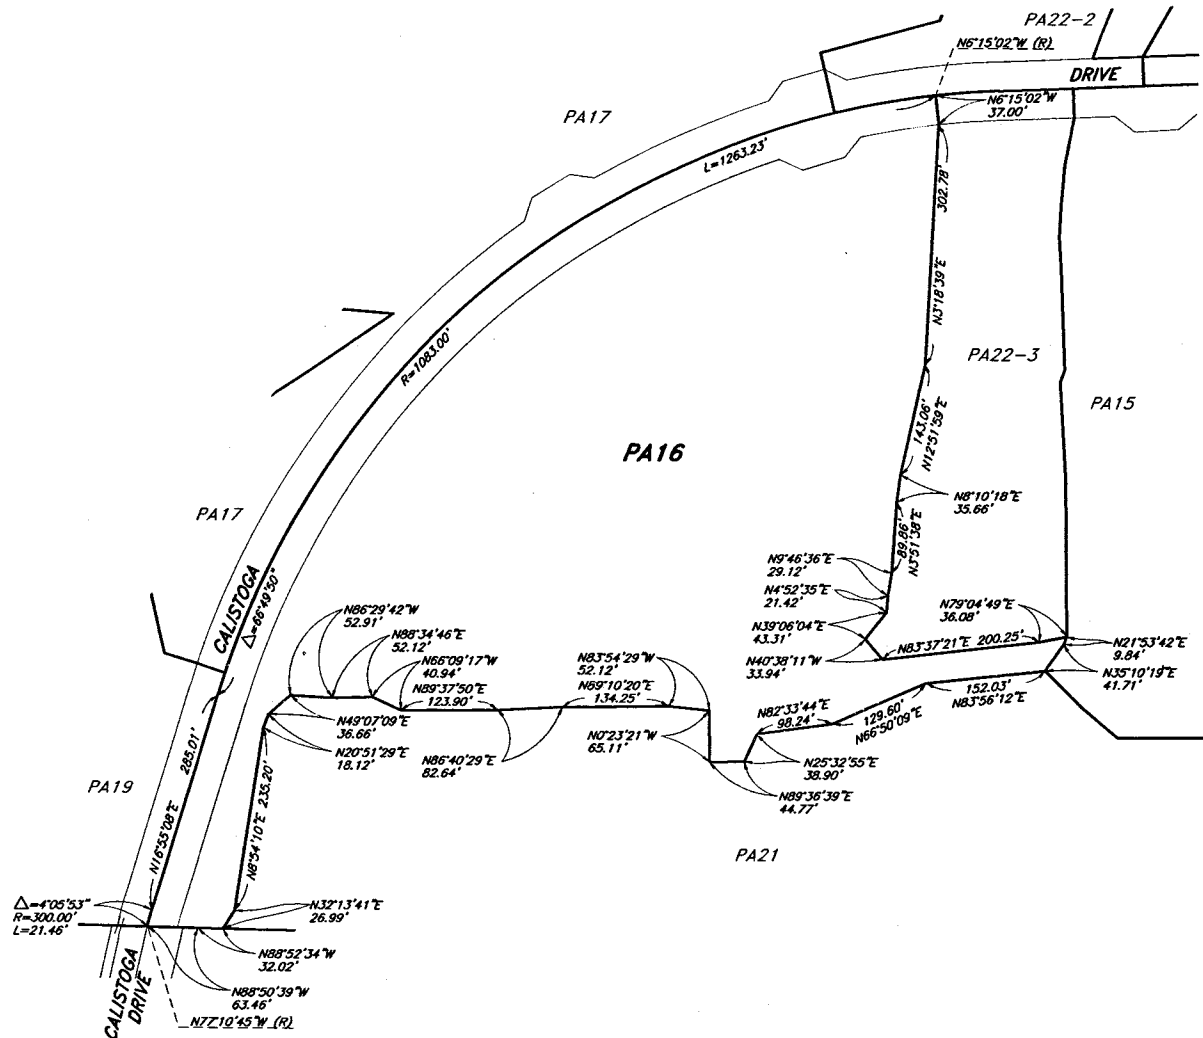 PA22-2
N6°15'02"W (R)
DRIVE
N6°15'02"W
37.00'
PA17
L=1263.23'
302.78'
N3°18'39"E
R=1083.00'
PA22-3
PA15
143.06'
N12°51'59"E
PA16
N8°10'18"E
35.66'
PA17
89.86'
N3°51'38"E
N9°46'36"E
29.12'
N4°52'35"E
21.42'
CALISTOGA
Δ=66°49'50"
N86°29'42"W
52.91'
N88°34'46"E
52.12'
N39°06'04"E
43.31'
N79°04'49"E
36.08'
N66°09'17"W
40.94'
N83°54'29"W
52.12'
N40°38'11"W
33.94'
N83°37'21"E 200.25'
N21°53'42"E
9.84'
N89°37'50"E
123.90'
N69°10'20"E
134.25'
N35°10'19"E
41.71'
152.03'
N83°56'12"E
N49°07'09"E
36.66'
N82°33'44"E
98.24'
129.60'
N66°50'09"E
N20°51'29"E
18.12'
N0°23'21"W
65.11'
N86°40'29"E
82.64'
N25°32'55"E
38.90'
285.01'
N16°55'08"E
PA19
235.20'
N8°54'10"E
N89°36'39"E
44.77'
PA21
Δ=4°05'53"
R=300.00'
L=21.46'
N32°13'41"E
26.99'
N88°52'34"W
32.02'
N88°50'39"W
63.46'
CALISTOGA
DRIVE
N77°10'45"W (R)